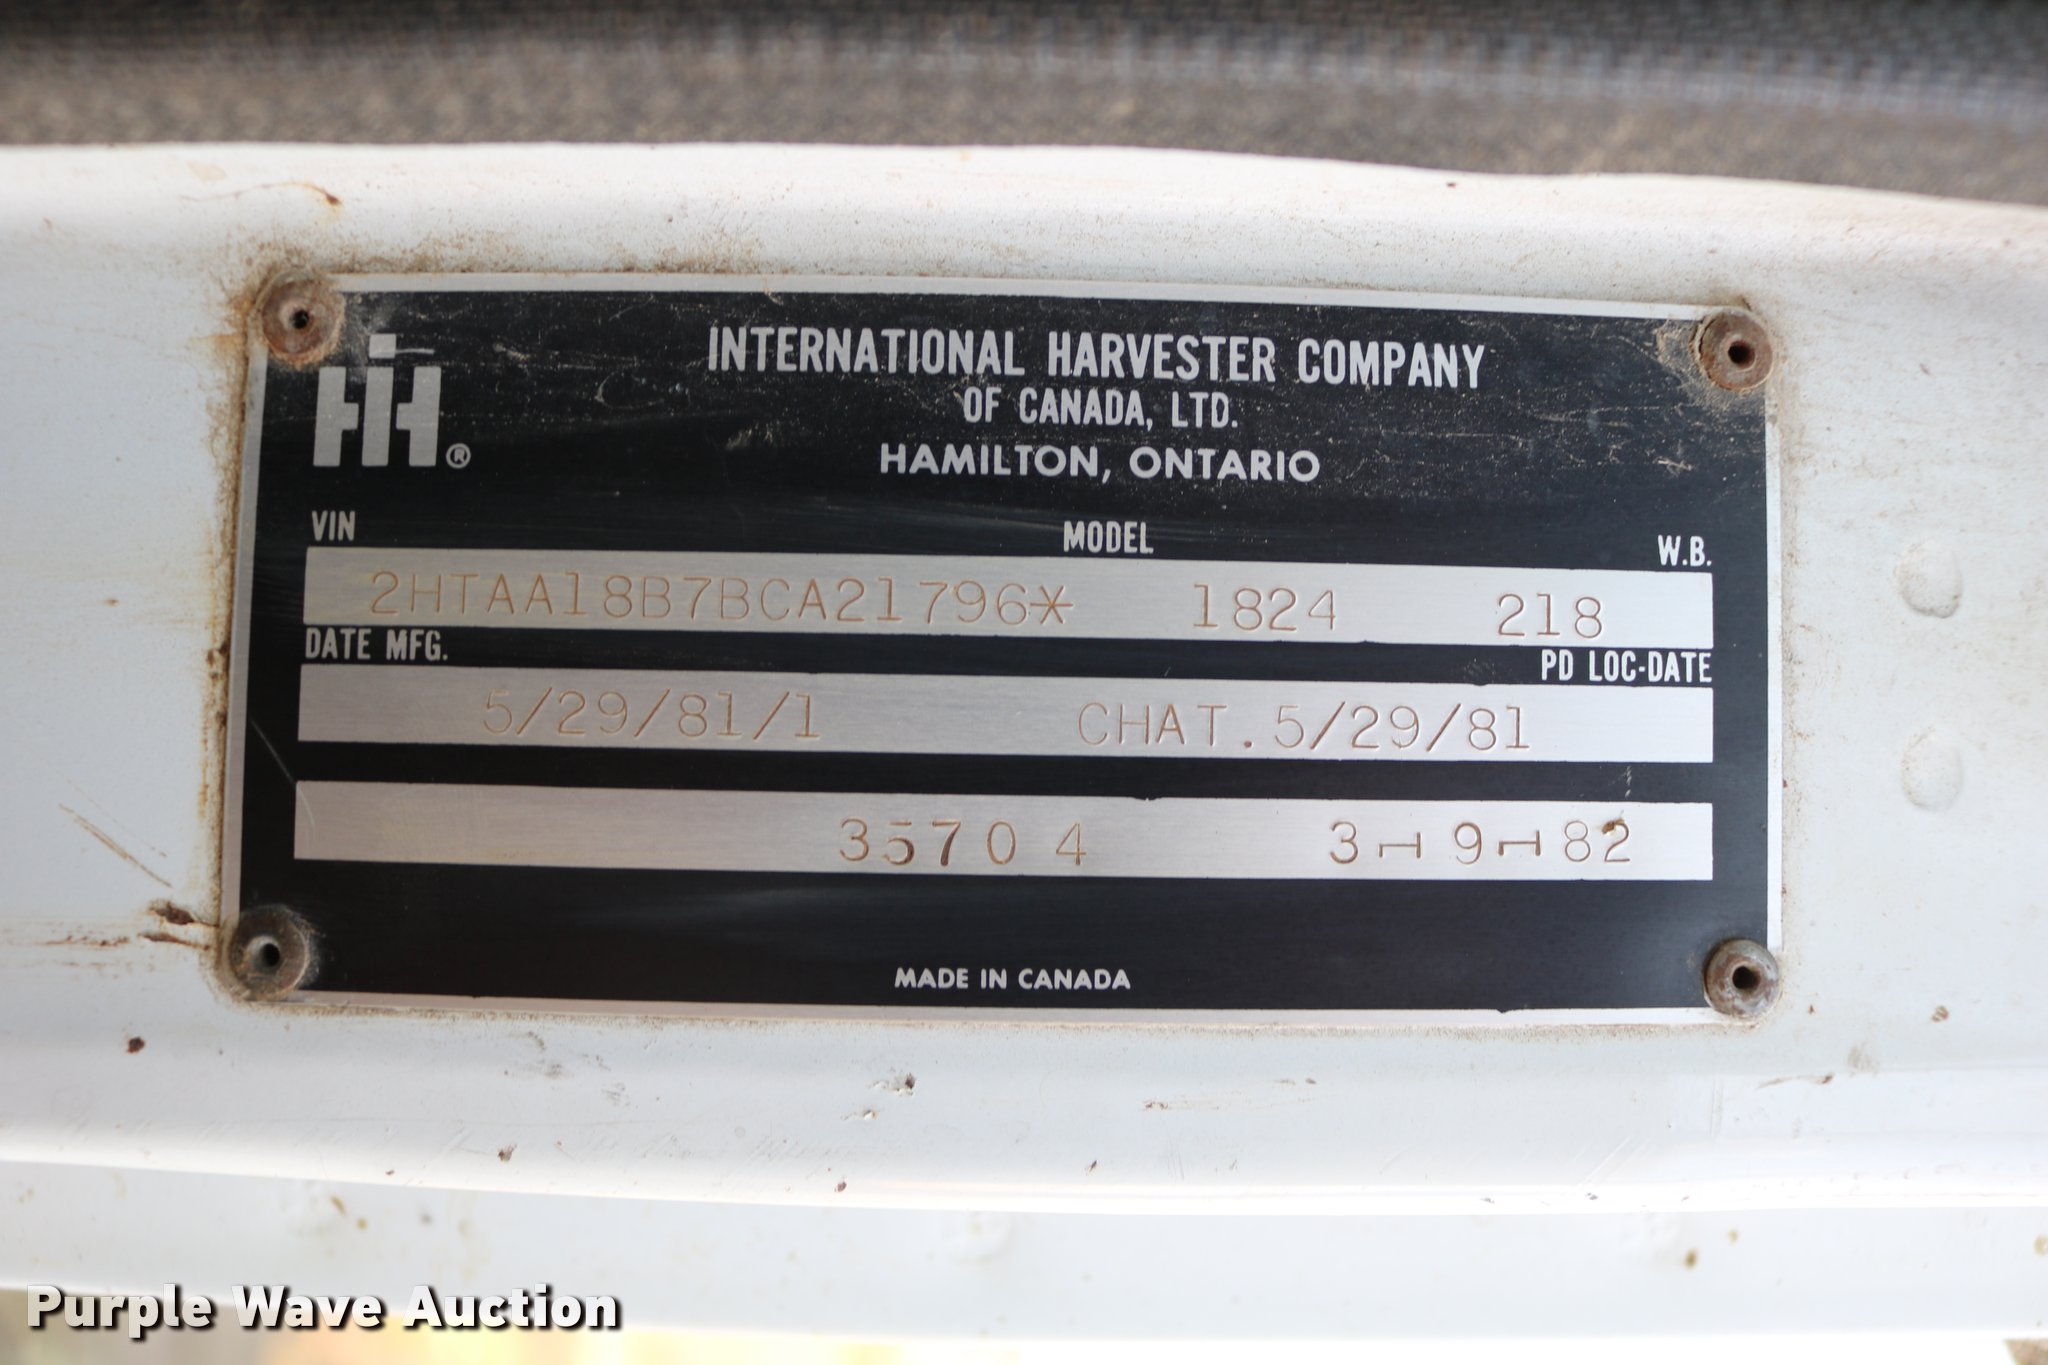 INTERNATIONAL HARVESTER COMPANY
OF CANADA, LTD.
HAMILTON, ONTARIO
IH®
VIN MODEL W.B.
2HTAA18B7BCA21796* 1824 218
DATE MFG. PD LOC-DATE
5/29/81/1 CHAT.5/29/81
35704 3-19-82
MADE IN CANADA
Purple Wave Auction